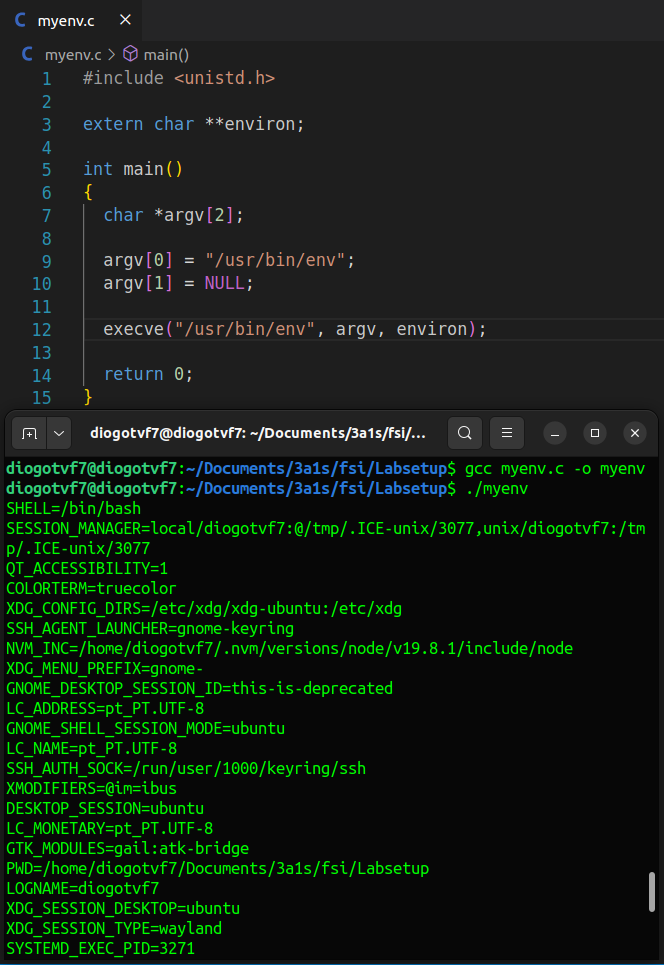 C myenv.c ×
C myenv.c > main()
1 #include <unistd.h>
2
3 extern char **environ;
4
5 int main()
6 {
7 char *argv[2];
8
9 argv[0] = "/usr/bin/env";
10 argv[1] = NULL;
11
12 execve("/usr/bin/env", argv, environ);
13
14 return 0;
15 }
diogotvf7@diogotvf7: ~/Documents/3a1s/fsi/...
diogotvf7@diogotvf7:~/Documents/3a1s/fsi/Labsetup$ gcc myenv.c -o myenv
diogotvf7@diogotvf7:~/Documents/3a1s/fsi/Labsetup$ ./myenv
SHELL=/bin/bash
SESSION_MANAGER=local/diogotvf7:@/tmp/.ICE-unix/3077,unix/diogotvf7:/tm
p/.ICE-unix/3077
QT_ACCESSIBILITY=1
COLORTERM=truecolor
XDG_CONFIG_DIRS=/etc/xdg/xdg-ubuntu:/etc/xdg
SSH_AGENT_LAUNCHER=gnome-keyring
NVM_INC=/home/diogotvf7/.nvm/versions/node/v19.8.1/include/node
XDG_MENU_PREFIX=gnome-
GNOME_DESKTOP_SESSION_ID=this-is-deprecated
LC_ADDRESS=pt_PT.UTF-8
GNOME_SHELL_SESSION_MODE=ubuntu
LC_NAME=pt_PT.UTF-8
SSH_AUTH_SOCK=/run/user/1000/keyring/ssh
XMODIFIERS=@im=ibus
DESKTOP_SESSION=ubuntu
LC_MONETARY=pt_PT.UTF-8
GTK_MODULES=gail:atk-bridge
PWD=/home/diogotvf7/Documents/3a1s/fsi/Labsetup
LOGNAME=diogotvf7
XDG_SESSION_DESKTOP=ubuntu
XDG_SESSION_TYPE=wayland
SYSTEMD_EXEC_PID=3271